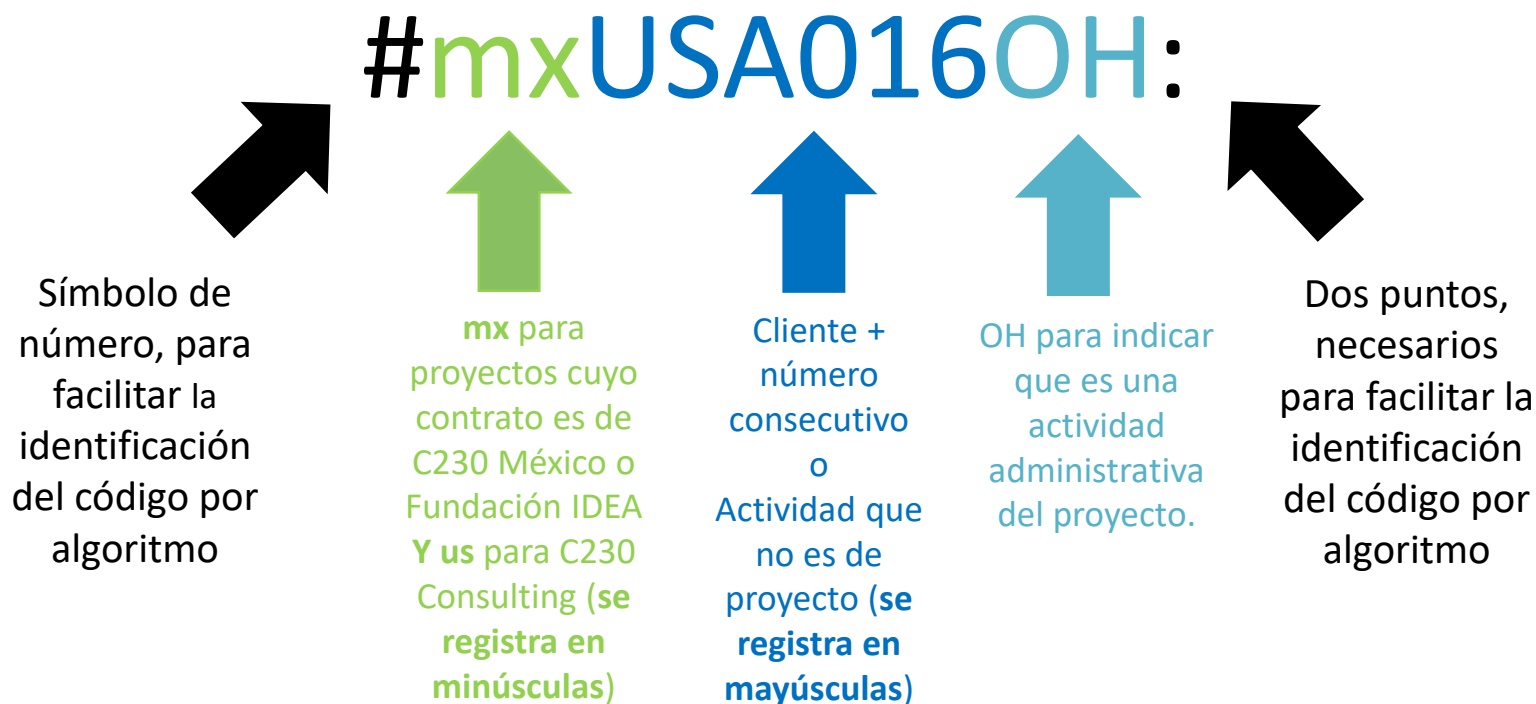 #mxUSA016OH:
Símbolo de
número, para
facilitar la
identificación
del código por
algoritmo
mx para
proyectos cuyo
contrato es de
C230 México o
Fundación IDEA
Y us para C230
Consulting (se
registra en
minúsculas)
Cliente +
número
consecutivo
o
Actividad que
no es de
proyecto (se
registra en
mayúsculas)
OH para indicar
que es una
actividad
administrativa
del proyecto.
Dos puntos,
necesarios
para facilitar la
identificación
del código por
algoritmo